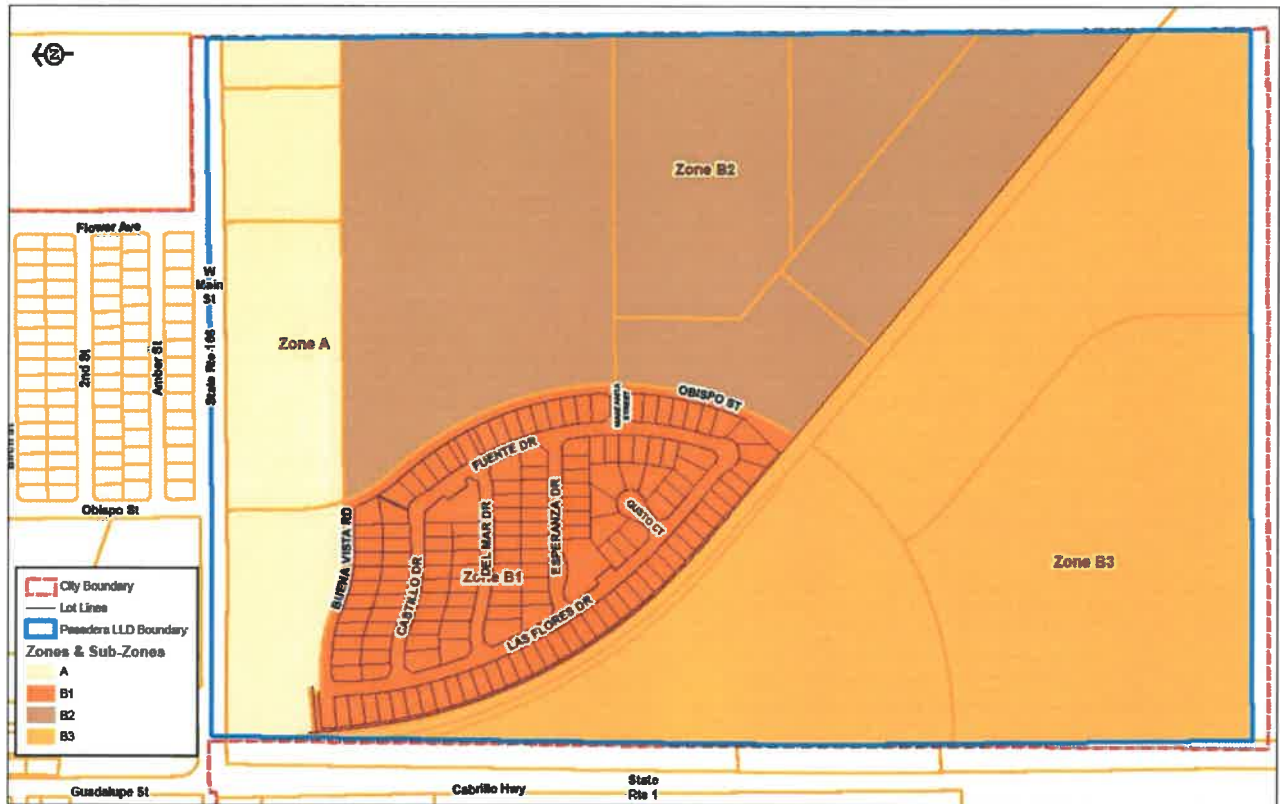 N
Zone B2
Flower Ave
W
Main
St
State Rte 166
2nd St
Amber St
Zone A
OBISPO ST
FUENTE DR
Obispo St
BUENA VISTA RD
CASTILLO DR
DEL MAR DR
ESPERANZA DR
GUSTO CT
Zone B1
LAS FLORES DR
Zone B3
City Boundary
Lot Lines
Pasadera LLD Boundary
Zones & Sub-Zones
A
B1
B2
B3
Guadalupe St
Cabrillo Hwy
State
Rte 1